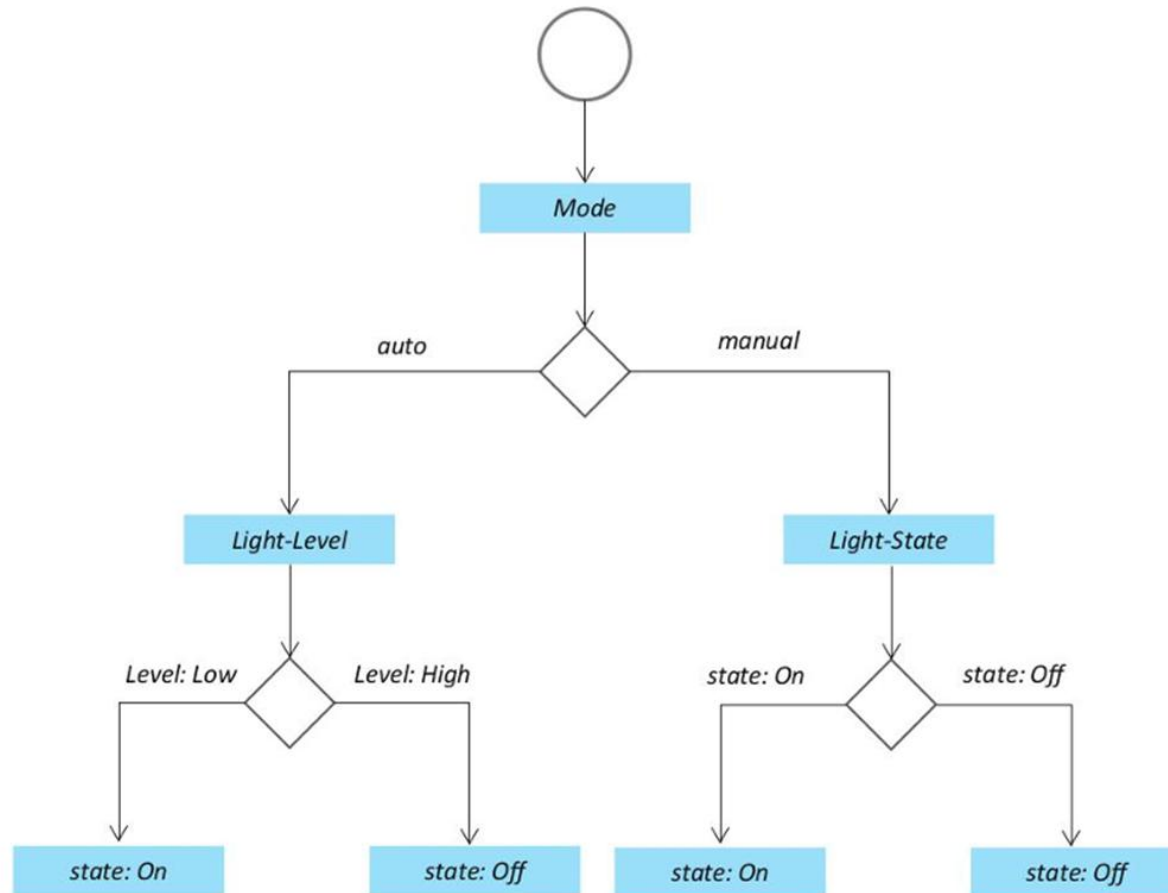 Mode
auto
manual
Light-Level
Light-State
Level: Low
Level: High
state: On
state: Off
state: On
state: Off
state: On
state: Off